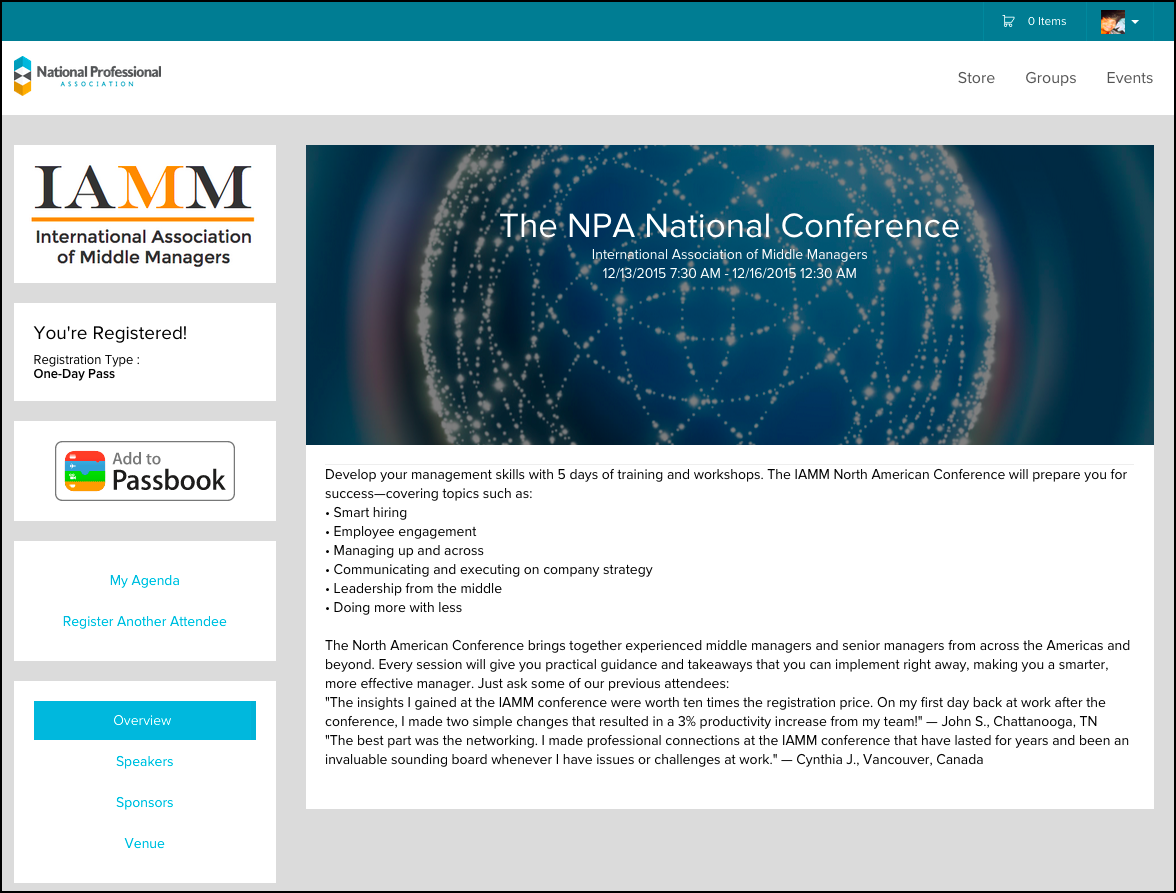 0 Items
National Professional
ASSOCIATION
Store Groups Events
IAMM
International Association
of Middle Managers
You're Registered!
Registration Type :
One-Day Pass
Add to
Passbook
My Agenda
Register Another Attendee
Overview
Speakers
Sponsors
Venue
The NPA National Conference
International Association of Middle Managers
12/13/2015 7:30 AM - 12/16/2015 12:30 AM
Develop your management skills with 5 days of training and workshops. The IAMM North American Conference will prepare you for
success—covering topics such as:
• Smart hiring
• Employee engagement
• Managing up and across
• Communicating and executing on company strategy
• Leadership from the middle
• Doing more with less
The North American Conference brings together experienced middle managers and senior managers from across the Americas and
beyond. Every session will give you practical guidance and takeaways that you can implement right away, making you a smarter,
more effective manager. Just ask some of our previous attendees:
"The insights I gained at the IAMM conference were worth ten times the registration price. On my first day back at work after the
conference, I made two simple changes that resulted in a 3% productivity increase from my team!" — John S., Chattanooga, TN
"The best part was the networking. I made professional connections at the IAMM conference that have lasted for years and been an
invaluable sounding board whenever I have issues or challenges at work." — Cynthia J., Vancouver, Canada